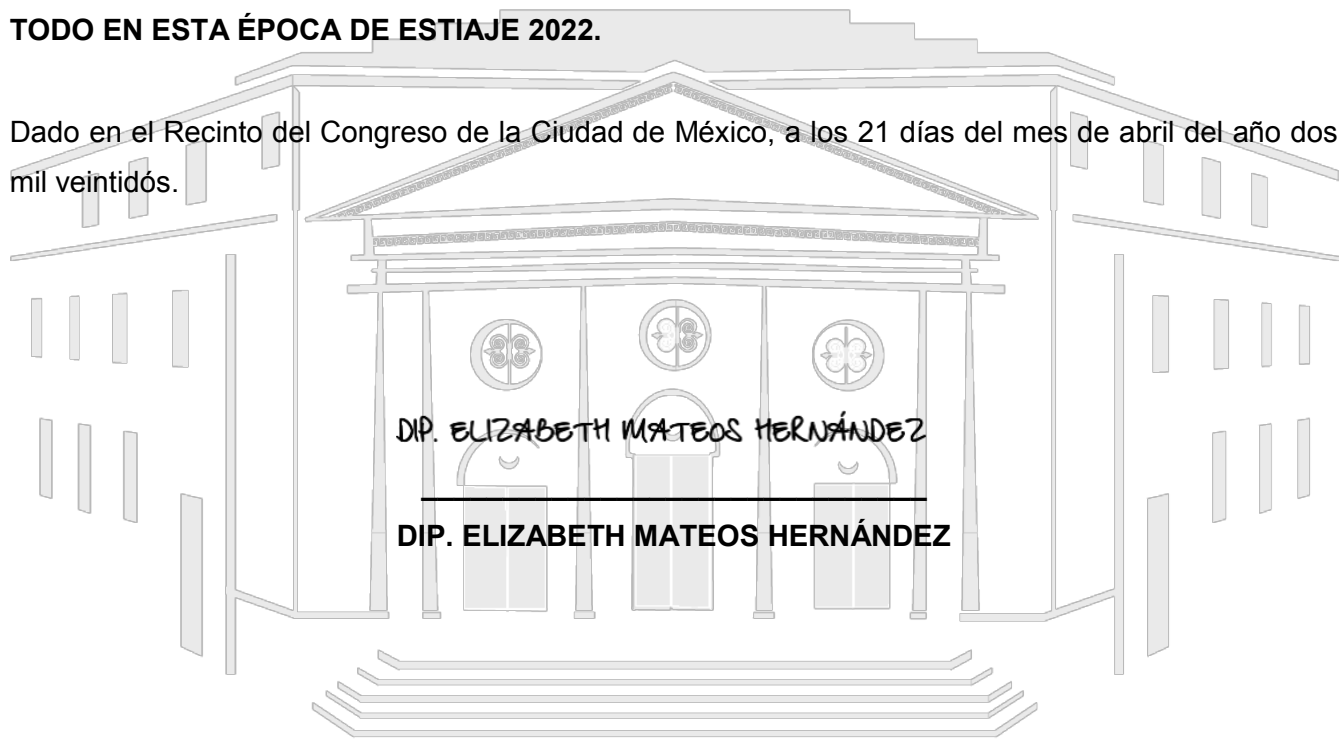 TODO EN ESTA ÉPOCA DE ESTIAJE 2022.
Dado en el Recinto del Congreso de la Ciudad de México, a los 21 días del mes de abril del año dos
mil veintidós.
DIP. ELIZABETH MATEOS HERNÁNDEZ
DIP. ELIZABETH MATEOS HERNÁNDEZ